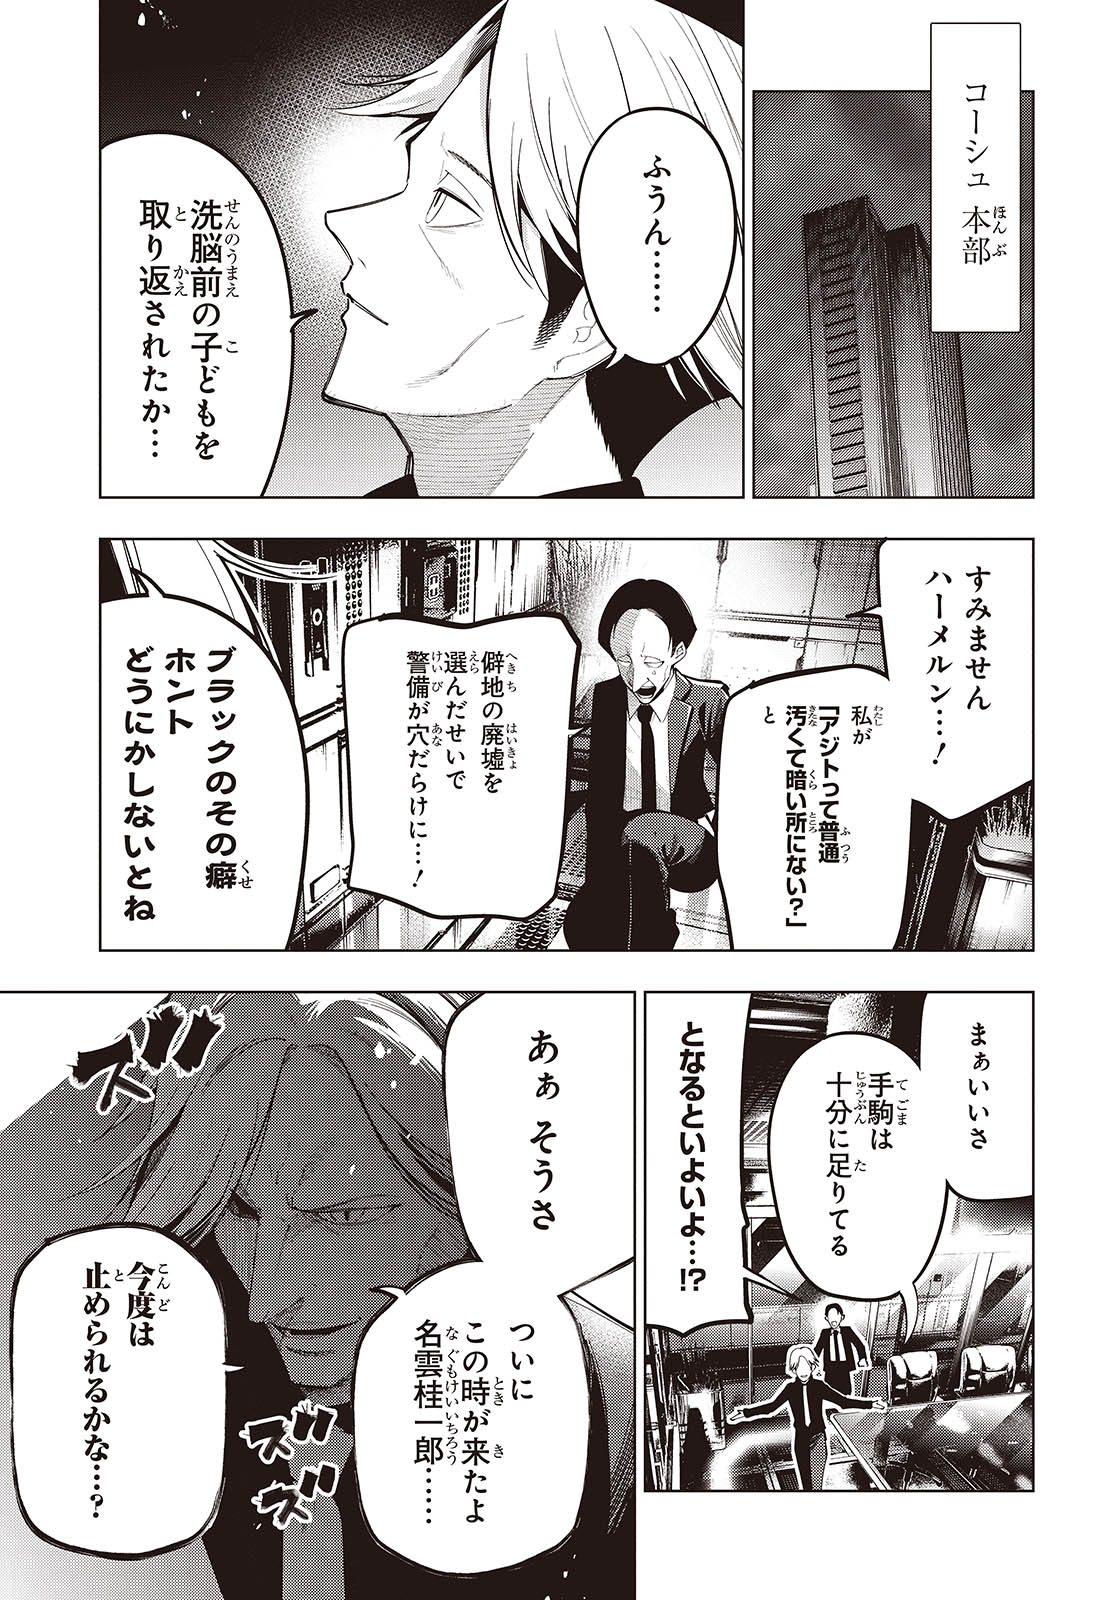 コーシュ 本部
ふうん……
洗脳前の子どもを
取り返されたか…
すみません
ハーメルン…！
私が
「アジトって普通
汚くて暗い所にない？」
と
僻地の廃墟を
選んだせいで
警備が穴だらけに…！
ブラックのその癖
ホント
どうにかしないとね
まぁいいさ
手駒は
十分に足りてる
となるといよいよ…!?
あぁ そうさ
ついに
この時が来たよ
名雲桂一郎……
今度は
止められるかな…？
ズズズ
ズズ